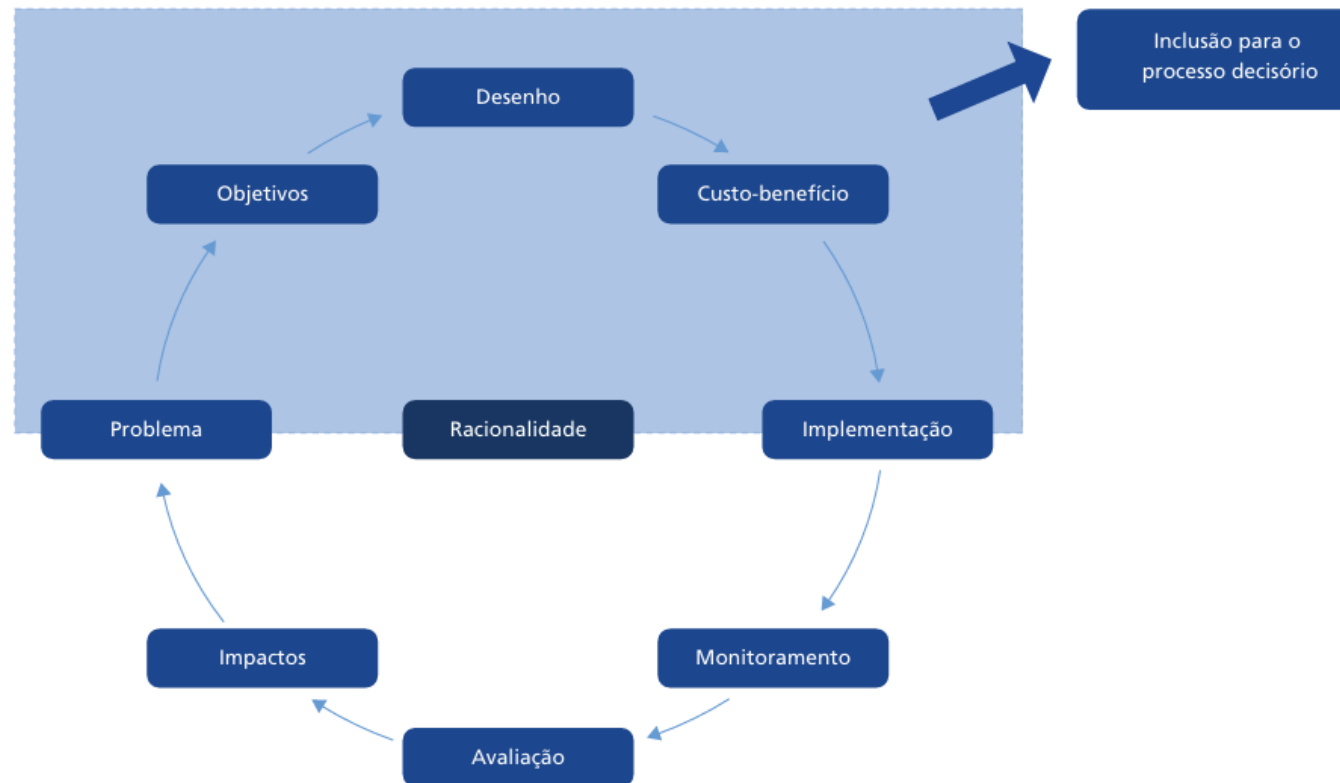 Inclusão para o
processo decisório
Desenho
Objetivos
Custo-benefício
Problema
Racionalidade
Implementação
Impactos
Monitoramento
Avaliação